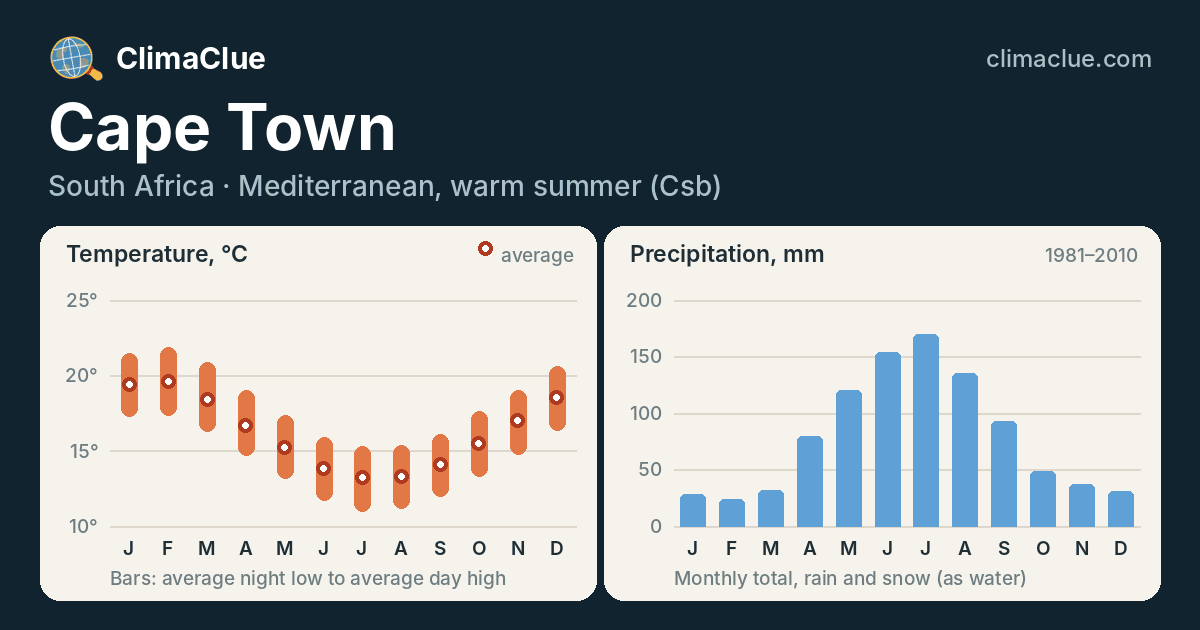 ClimaClue
climaclue.com
Cape Town
South Africa · Mediterranean, warm summer (Csb)
Temperature, °C
average
25°
20°
15°
10°
J F M A M J J A S O N D
Bars: average night low to average day high
Precipitation, mm
1981–2010
200
150
100
50
0
J F M A M J J A S O N D
Monthly total, rain and snow (as water)